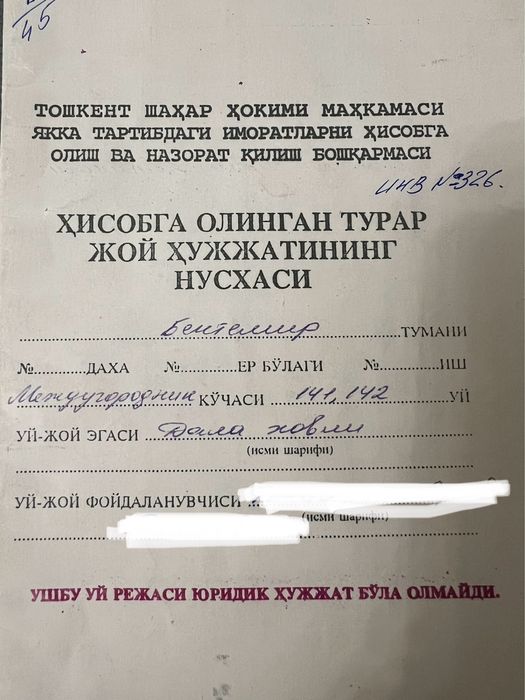 45
ТОШКЕНТ ШАҲАР ҲОКИМИ МАҲКАМАСИ
ЯККА ТАРТИБДАГИ ИМОРАТЛАРНИ ҲИСОБГА
ОЛИШ ВА НАЗОРАТ ҚИЛИШ БОШҚАРМАСИ
ИНВ №326.
ҲИСОБГА ОЛИНГАН ТУРАР
ЖОЙ ҲУЖЖАТИНИНГ
НУСХАСИ
Бектемир ТУМАНИ
№............ДАХА №............ЕР БЎЛАГИ №............ИШ
Междугородник КЎЧАСИ 141, 142 УЙ
УЙ-ЖОЙ ЭГАСИ Дала ховли
(исми шарифи)
УЙ-ЖОЙ ФОЙДАЛАНУВЧИСИ
(исми шарифи)
УШБУ УЙ РЕЖАСИ ЮРИДИК ҲУЖЖАТ БЎЛА ОЛМАЙДИ.